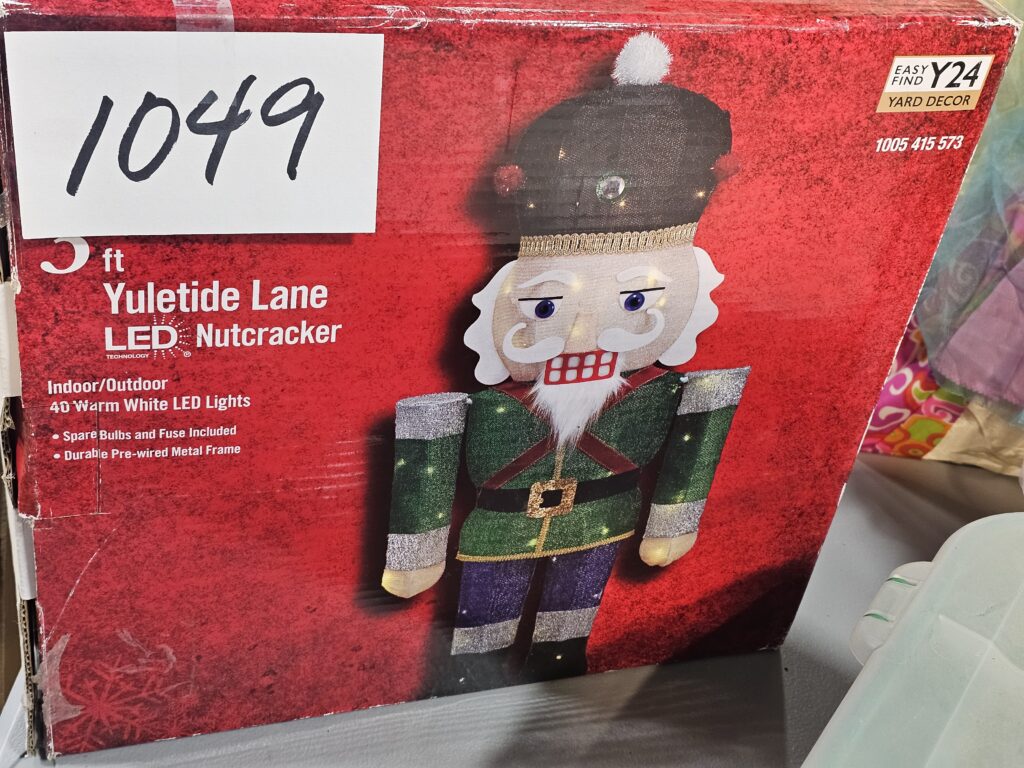 1049
EASY FIND Y24
YARD DECOR
1005 415 573
ft
Yuletide Lane
LED Nutcracker
TECHNOLOGY ®
Indoor/Outdoor
40 Warm White LED Lights
• Spare Bulbs and Fuse Included
• Durable Pre-wired Metal Frame